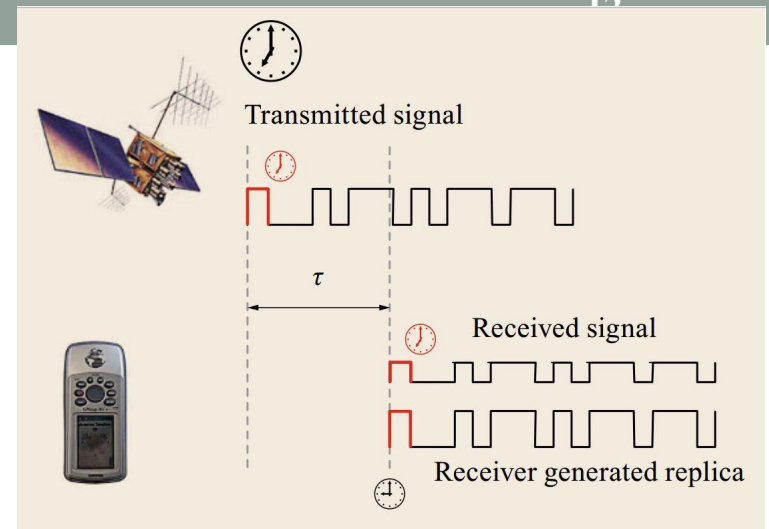 Transmitted signal
τ
Received signal
Receiver generated replica